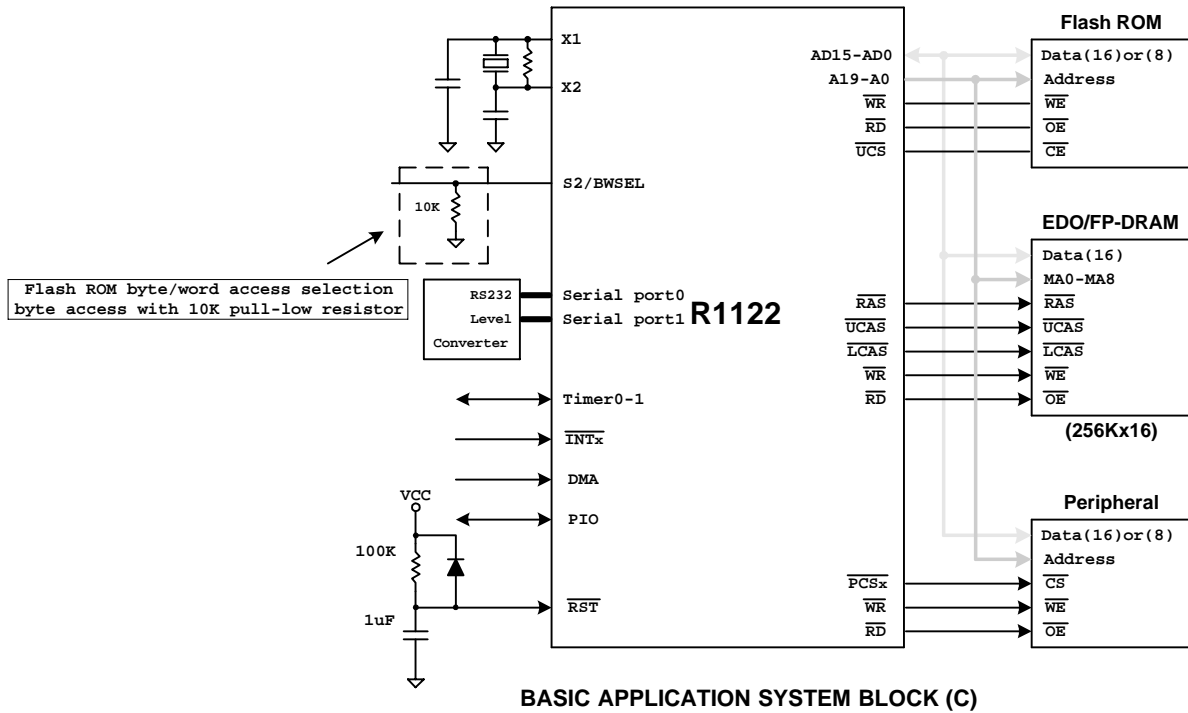 X1
X2
S2/BWSEL
10K
Flash ROM byte/word access selection
byte access with 10K pull-low resistor
RS232
Level
Converter
Serial port0
Serial port1
R1122
Timer0-1
INTx
DMA
PIO
VCC
100K
1uF
RST
AD15-AD0
A19-A0
WR
RD
UCS
RAS
UCAS
LCAS
WR
RD
PCSx
WR
RD
Flash ROM
Data(16)or(8)
Address
WE
OE
CE
EDO/FP-DRAM
Data(16)
MA0-MA8
RAS
UCAS
LCAS
WE
OE
(256Kx16)
Peripheral
Data(16)or(8)
Address
CS
WE
OE
BASIC APPLICATION SYSTEM BLOCK (C)